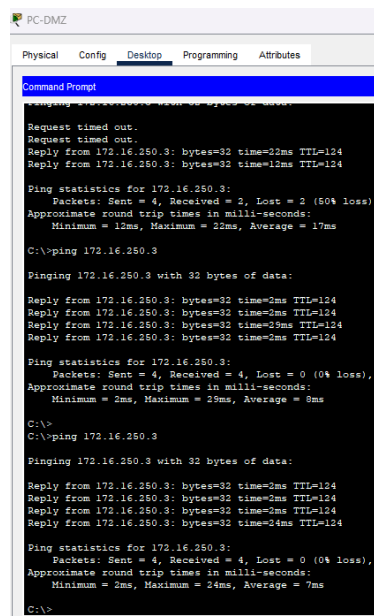 PC-DMZ
Physical Config Desktop Programming Attributes
Command Prompt
Pinging 172.16.250.3 with 32 bytes of data:
Request timed out.
Request timed out.
Reply from 172.16.250.3: bytes=32 time=22ms TTL=124
Reply from 172.16.250.3: bytes=32 time=12ms TTL=124
Ping statistics for 172.16.250.3:
Packets: Sent = 4, Received = 2, Lost = 2 (50% loss)
Approximate round trip times in milli-seconds:
Minimum = 12ms, Maximum = 22ms, Average = 17ms
C:\>ping 172.16.250.3
Pinging 172.16.250.3 with 32 bytes of data:
Reply from 172.16.250.3: bytes=32 time=2ms TTL=124
Reply from 172.16.250.3: bytes=32 time=2ms TTL=124
Reply from 172.16.250.3: bytes=32 time=29ms TTL=124
Reply from 172.16.250.3: bytes=32 time=2ms TTL=124
Ping statistics for 172.16.250.3:
Packets: Sent = 4, Received = 4, Lost = 0 (0% loss),
Approximate round trip times in milli-seconds:
Minimum = 2ms, Maximum = 29ms, Average = 8ms
C:\>
C:\>ping 172.16.250.3
Pinging 172.16.250.3 with 32 bytes of data:
Reply from 172.16.250.3: bytes=32 time=2ms TTL=124
Reply from 172.16.250.3: bytes=32 time=2ms TTL=124
Reply from 172.16.250.3: bytes=32 time=2ms TTL=124
Reply from 172.16.250.3: bytes=32 time=24ms TTL=124
Ping statistics for 172.16.250.3:
Packets: Sent = 4, Received = 4, Lost = 0 (0% loss),
Approximate round trip times in milli-seconds:
Minimum = 2ms, Maximum = 24ms, Average = 7ms
C:\>